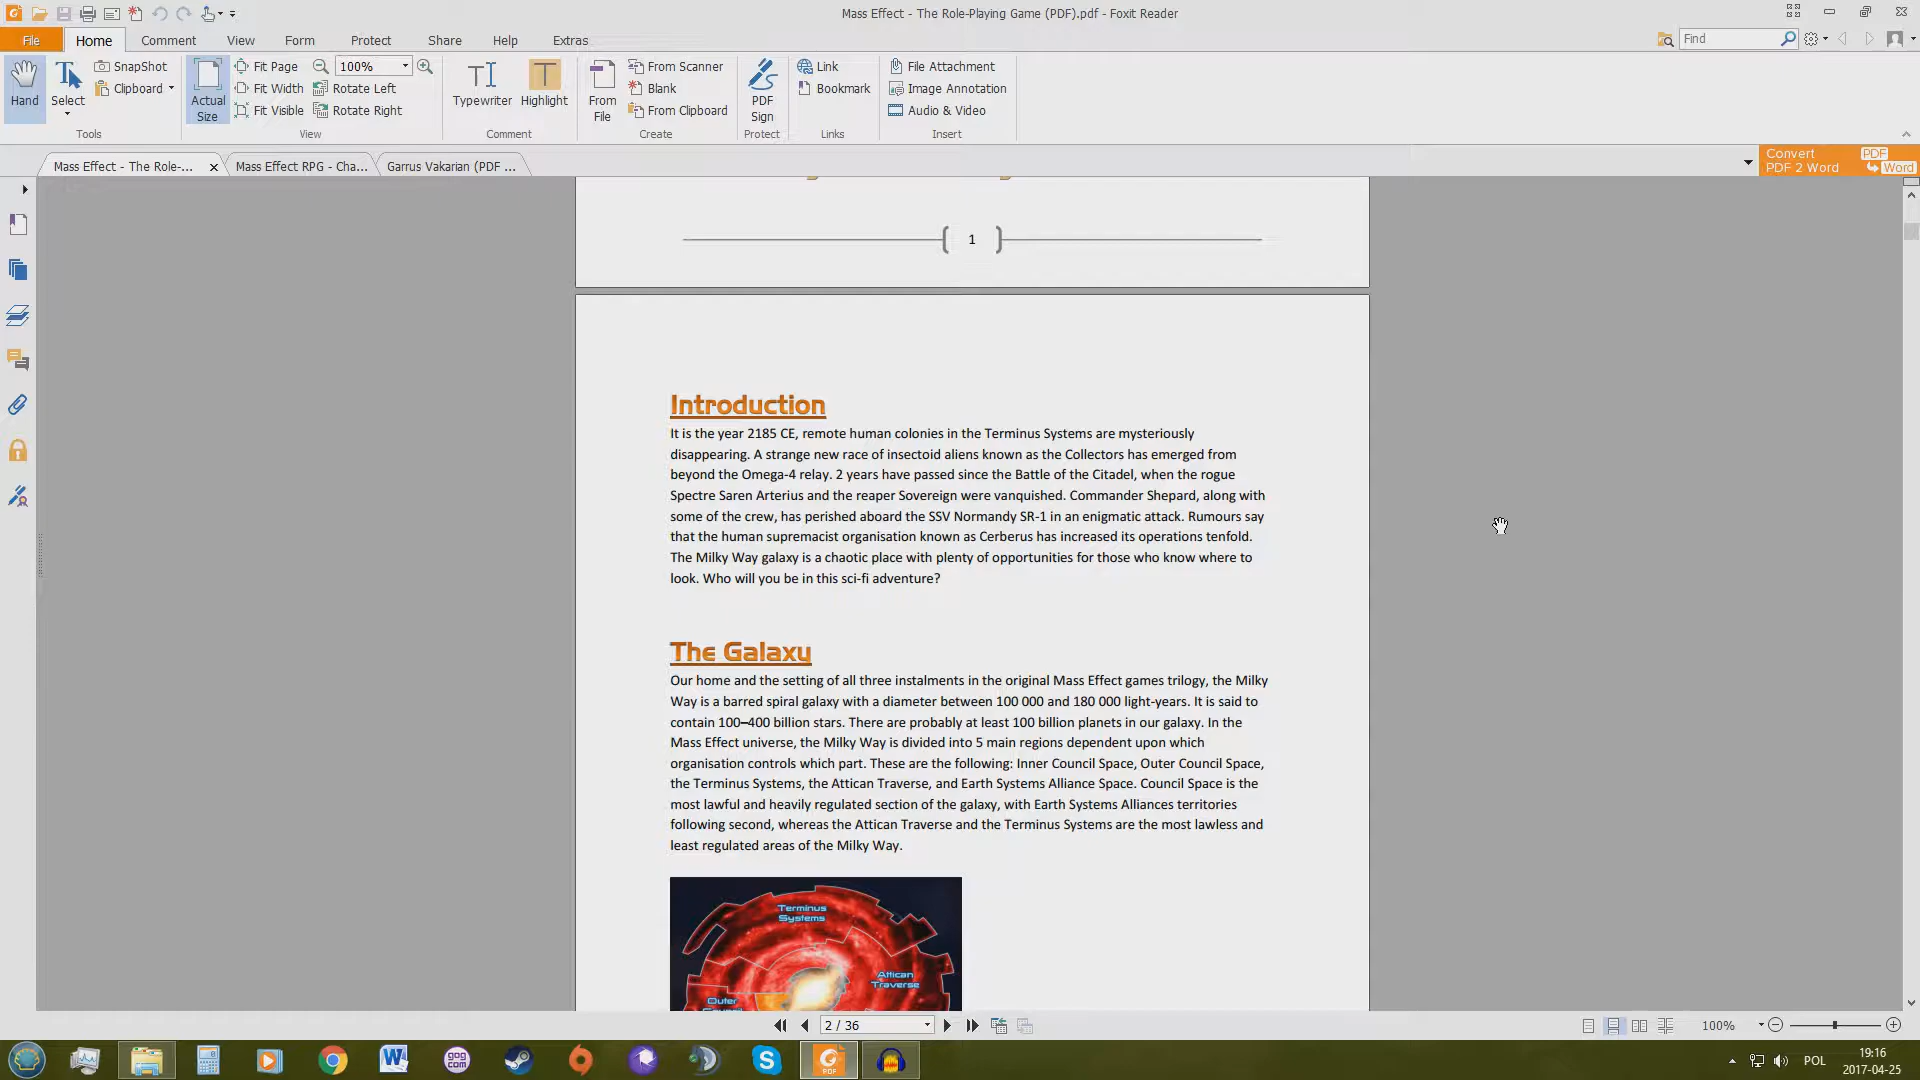 Mass Effect - The Role-Playing Game (PDF).pdf - Foxit Reader
File Home Comment View Form Protect Share Help Extras
Find
Hand
Select
SnapShot
Clipboard
Tools
Actual
Size
Fit Page
Fit Width
Fit Visible
100%
Rotate Left
Rotate Right
View
Typewriter
Highlight
Comment
From
File
From Scanner
Blank
From Clipboard
Create
PDF
Sign
Protect
Link
Bookmark
Links
File Attachment
Image Annotation
Audio & Video
Insert
Mass Effect - The Role-...
Mass Effect RPG - Cha...
Garrus Vakarian (PDF ...
Convert
PDF 2 Word
PDF
Word
1
Introduction
It is the year 2185 CE, remote human colonies in the Terminus Systems are mysteriously
disappearing. A strange new race of insectoid aliens known as the Collectors has emerged from
beyond the Omega-4 relay. 2 years have passed since the Battle of the Citadel, when the rogue
Spectre Saren Arterius and the reaper Sovereign were vanquished. Commander Shepard, along with
some of the crew, has perished aboard the SSV Normandy SR-1 in an enigmatic attack. Rumours say
that the human supremacist organisation known as Cerberus has increased its operations tenfold.
The Milky Way galaxy is a chaotic place with plenty of opportunities for those who know where to
look. Who will you be in this sci-fi adventure?
The Galaxy
Our home and the setting of all three instalments in the original Mass Effect games trilogy, the Milky
Way is a barred spiral galaxy with a diameter between 100 000 and 180 000 light-years. It is said to
contain 100–400 billion stars. There are probably at least 100 billion planets in our galaxy. In the
Mass Effect universe, the Milky Way is divided into 5 main regions dependent upon which
organisation controls which part. These are the following: Inner Council Space, Outer Council Space,
the Terminus Systems, the Attican Traverse, and Earth Systems Alliance Space. Council Space is the
most lawful and heavily regulated section of the galaxy, with Earth Systems Alliances territories
following second, whereas the Attican Traverse and the Terminus Systems are the most lawless and
least regulated areas of the Milky Way.
Terminus
Systems
Attican
Traverse
Outer
2 / 36
100%
POL
19:16
2017-04-25